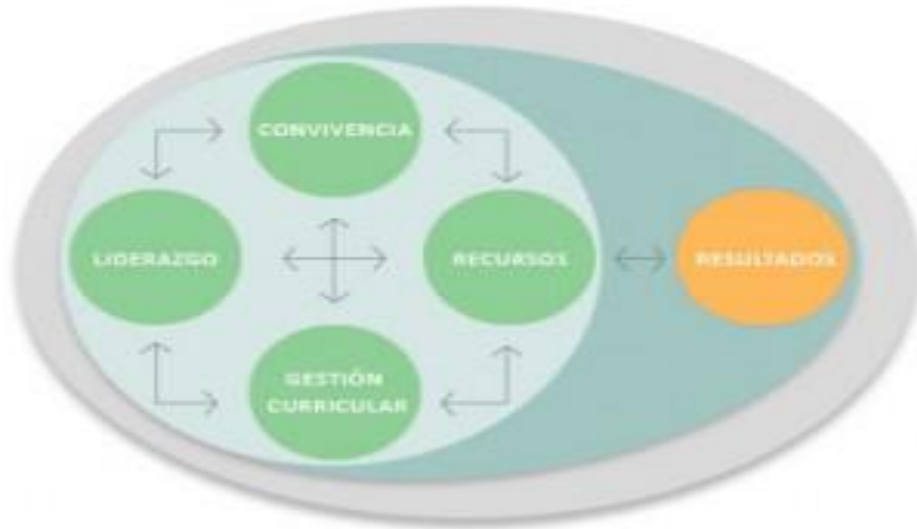 CONVIVENCIA
LIDERAZGO
RECURSOS
RESULTADOS
GESTIÓN
CURRICULAR